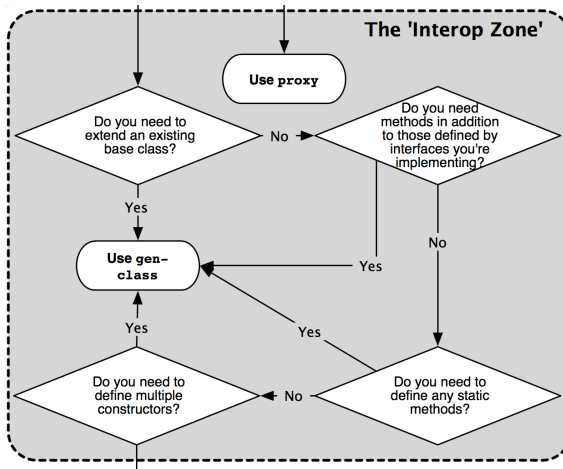 The 'Interop Zone'
Use proxy
Do you need to
extend an existing
base class?
No
Do you need
methods in addition
to those defined by
interfaces you're
implementing?
Yes
No
Use gen-
class
Yes
Yes
Yes
Do you need to
define multiple
constructors?
No
Do you need to
define any static
methods?